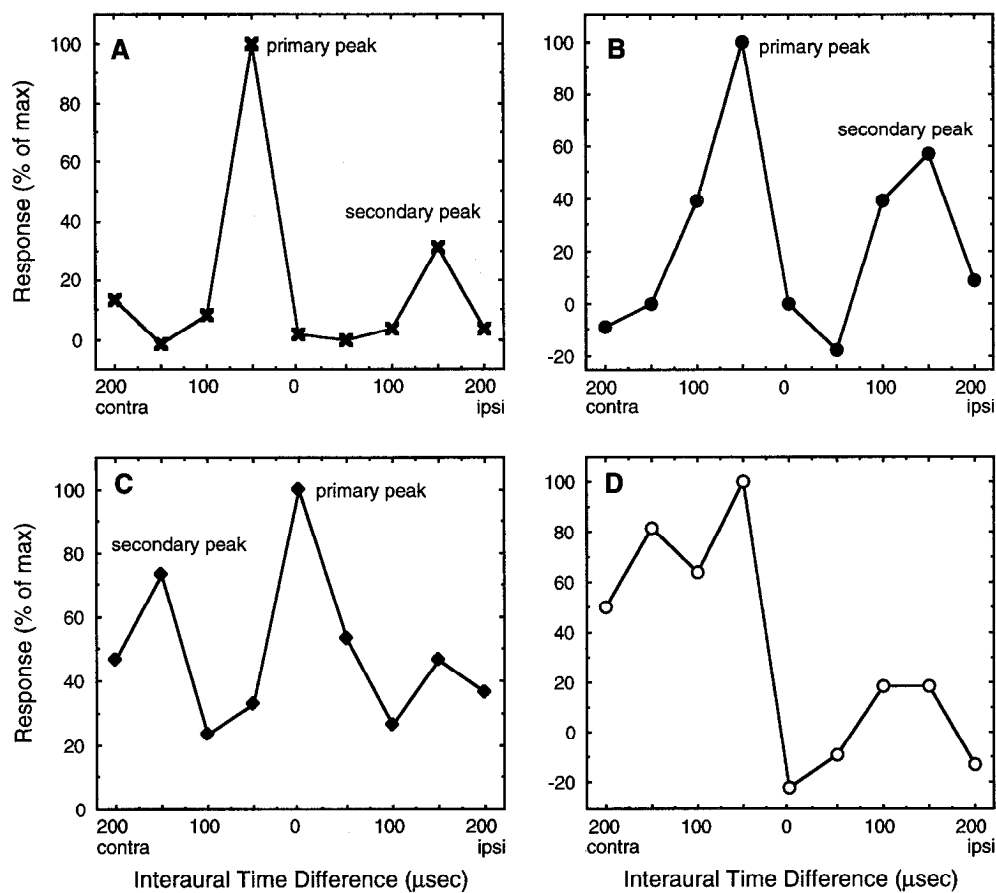 A
primary peak
secondary peak
Response (% of max)
100
80
60
40
20
0
200 100 0 100 200
contra ipsi
B
primary peak
secondary peak
100
80
60
40
20
0
-20
200 100 0 100 200
contra ipsi
C
primary peak
secondary peak
Response (% of max)
100
80
60
40
20
0
200 100 0 100 200
contra ipsi
Interaural Time Difference (μsec)
D
100
80
60
40
20
0
-20
200 100 0 100 200
contra ipsi
Interaural Time Difference (μsec)